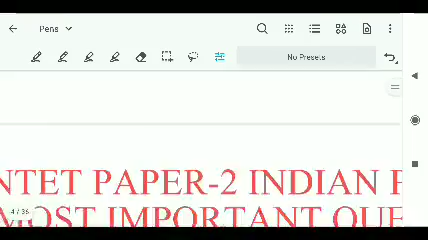 Pens
No Presets
NTET PAPER-2 INDIAN
4 / 36
MOST IMPORTANT QUE